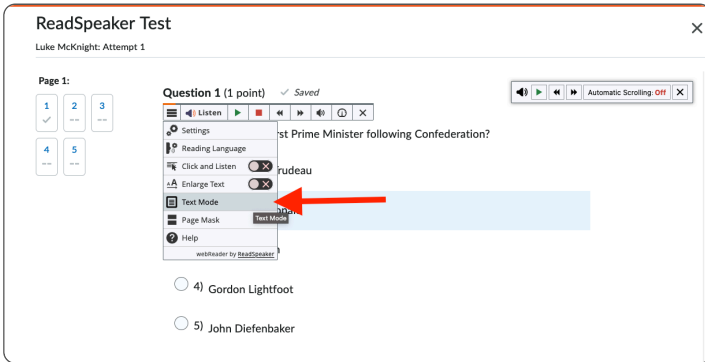 ReadSpeaker Test
Luke McKnight: Attempt 1
Page 1:
1 2 3
-- --
4 5
-- --
Question 1 (1 point) Saved
Listen
Automatic Scrolling: Off
Settings
rst Prime Minister following Confederation?
Reading Language
Click and Listen
rudeau
Enlarge Text
Text Mode
Text Mode
Page Mask
Help
webReader by ReadSpeaker
4) Gordon Lightfoot
5) John Diefenbaker